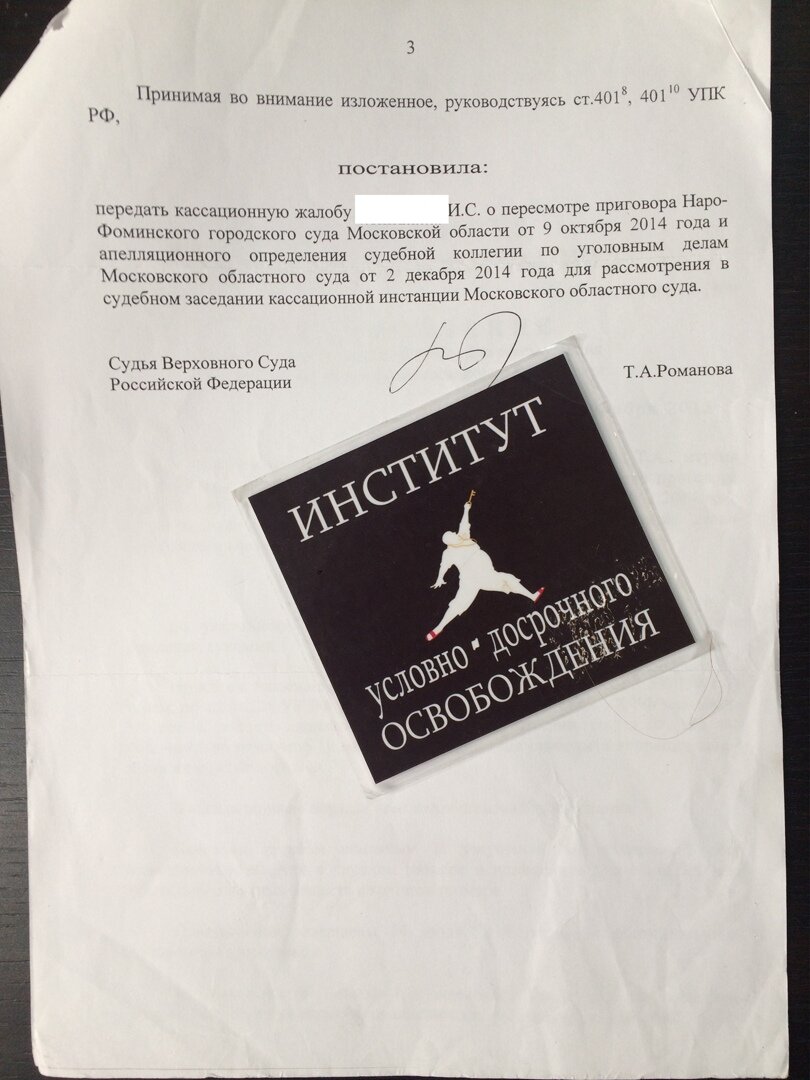 3
Принимая во внимание изложенное, руководствуясь ст.401⁸, 401¹⁰ УПК
РФ,
постановила:
передать кассационную жалобу И.С. о пересмотре приговора Наро-
Фоминского городского суда Московской области от 9 октября 2014 года и
апелляционного определения судебной коллегии по уголовным делам
Московского областного суда от 2 декабря 2014 года для рассмотрения в
судебном заседании кассационной инстанции Московского областного суда.
Судья Верховного Суда
Российской Федерации
Т.А.Романова
ИНСТИТУТ
условно - досрочного
ОСВОБОЖДЕНИЯ